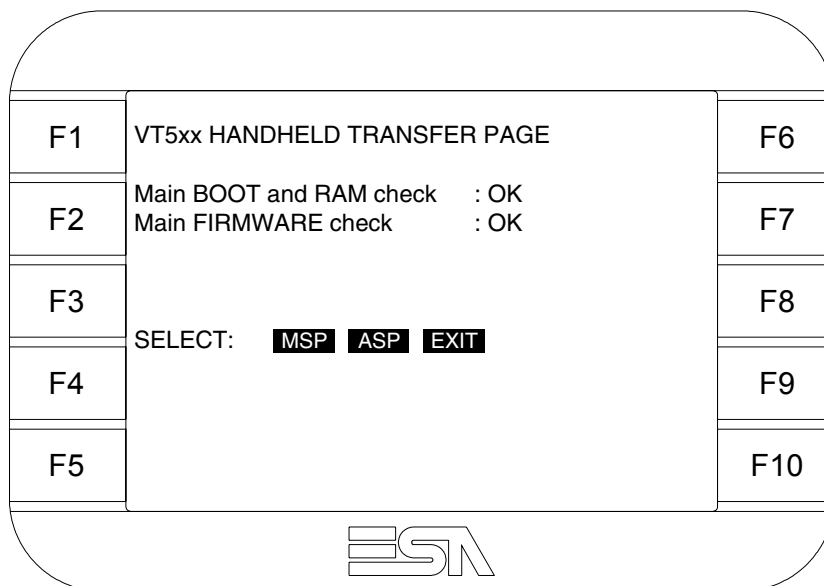 F1
F2
F3
F4
F5
VT5xx HANDHELD TRANSFER PAGE
Main BOOT and RAM check : OK
Main FIRMWARE check : OK
SELECT: MSP ASP EXIT
F6
F7
F8
F9
F10
ESA